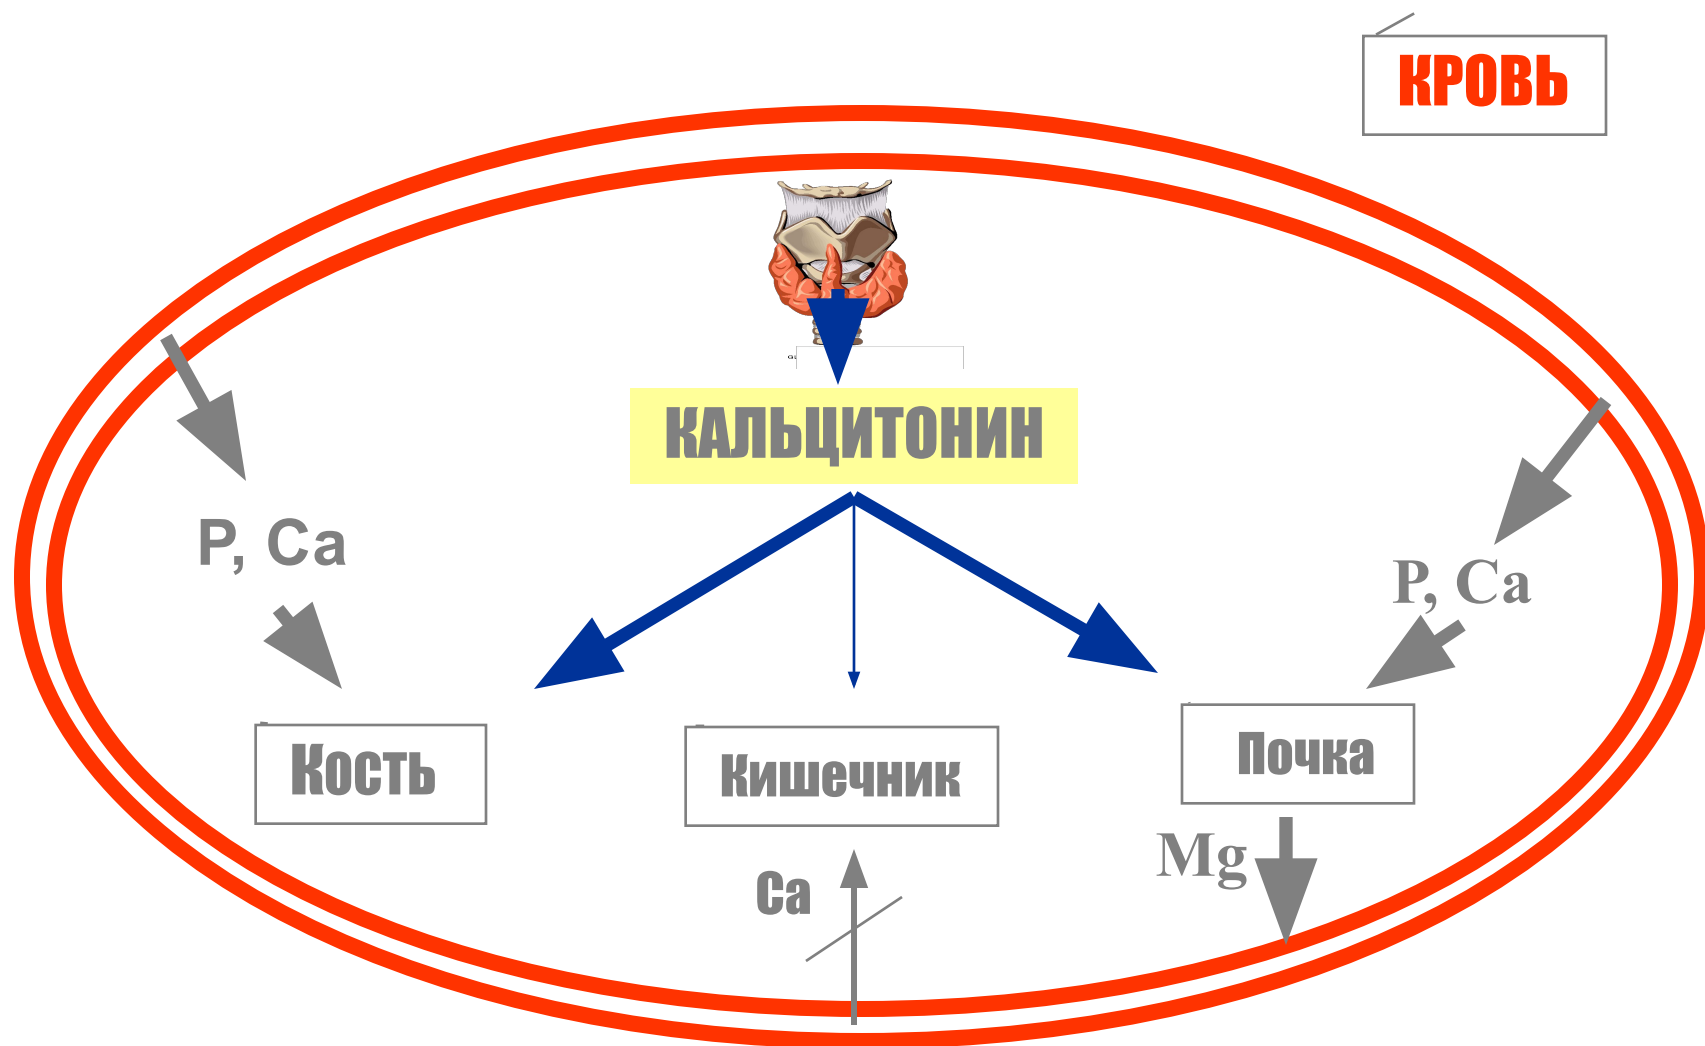 КРОВЬ
КАЛЬЦИТОНИН
P, Ca
P, Ca
Кость
Кишечник
Почка
Mg
Ca